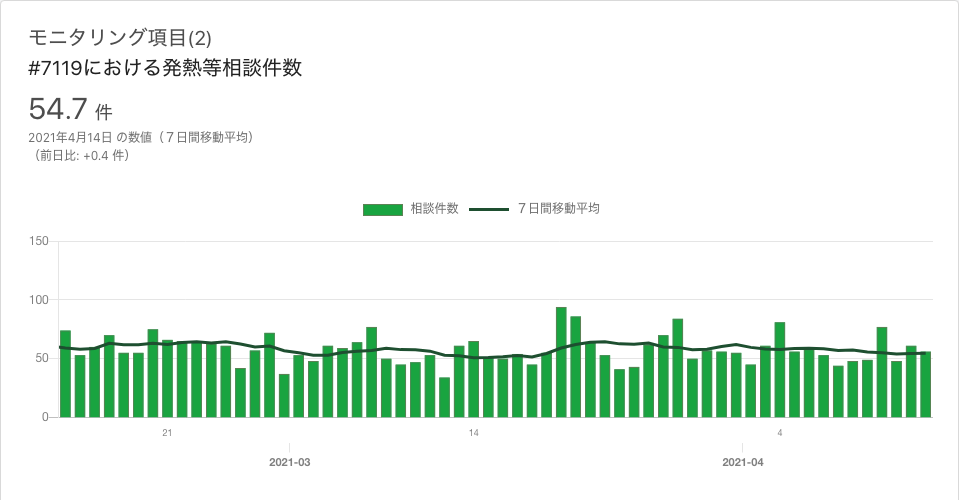 モニタリング項目(2)
#7119における発熱等相談件数
54.7 件
2021年4月14日 の数値（７日間移動平均）
（前日比: +0.4 件）
相談件数 ７日間移動平均
150
100
50
0
21 14 4
2021-03 2021-04